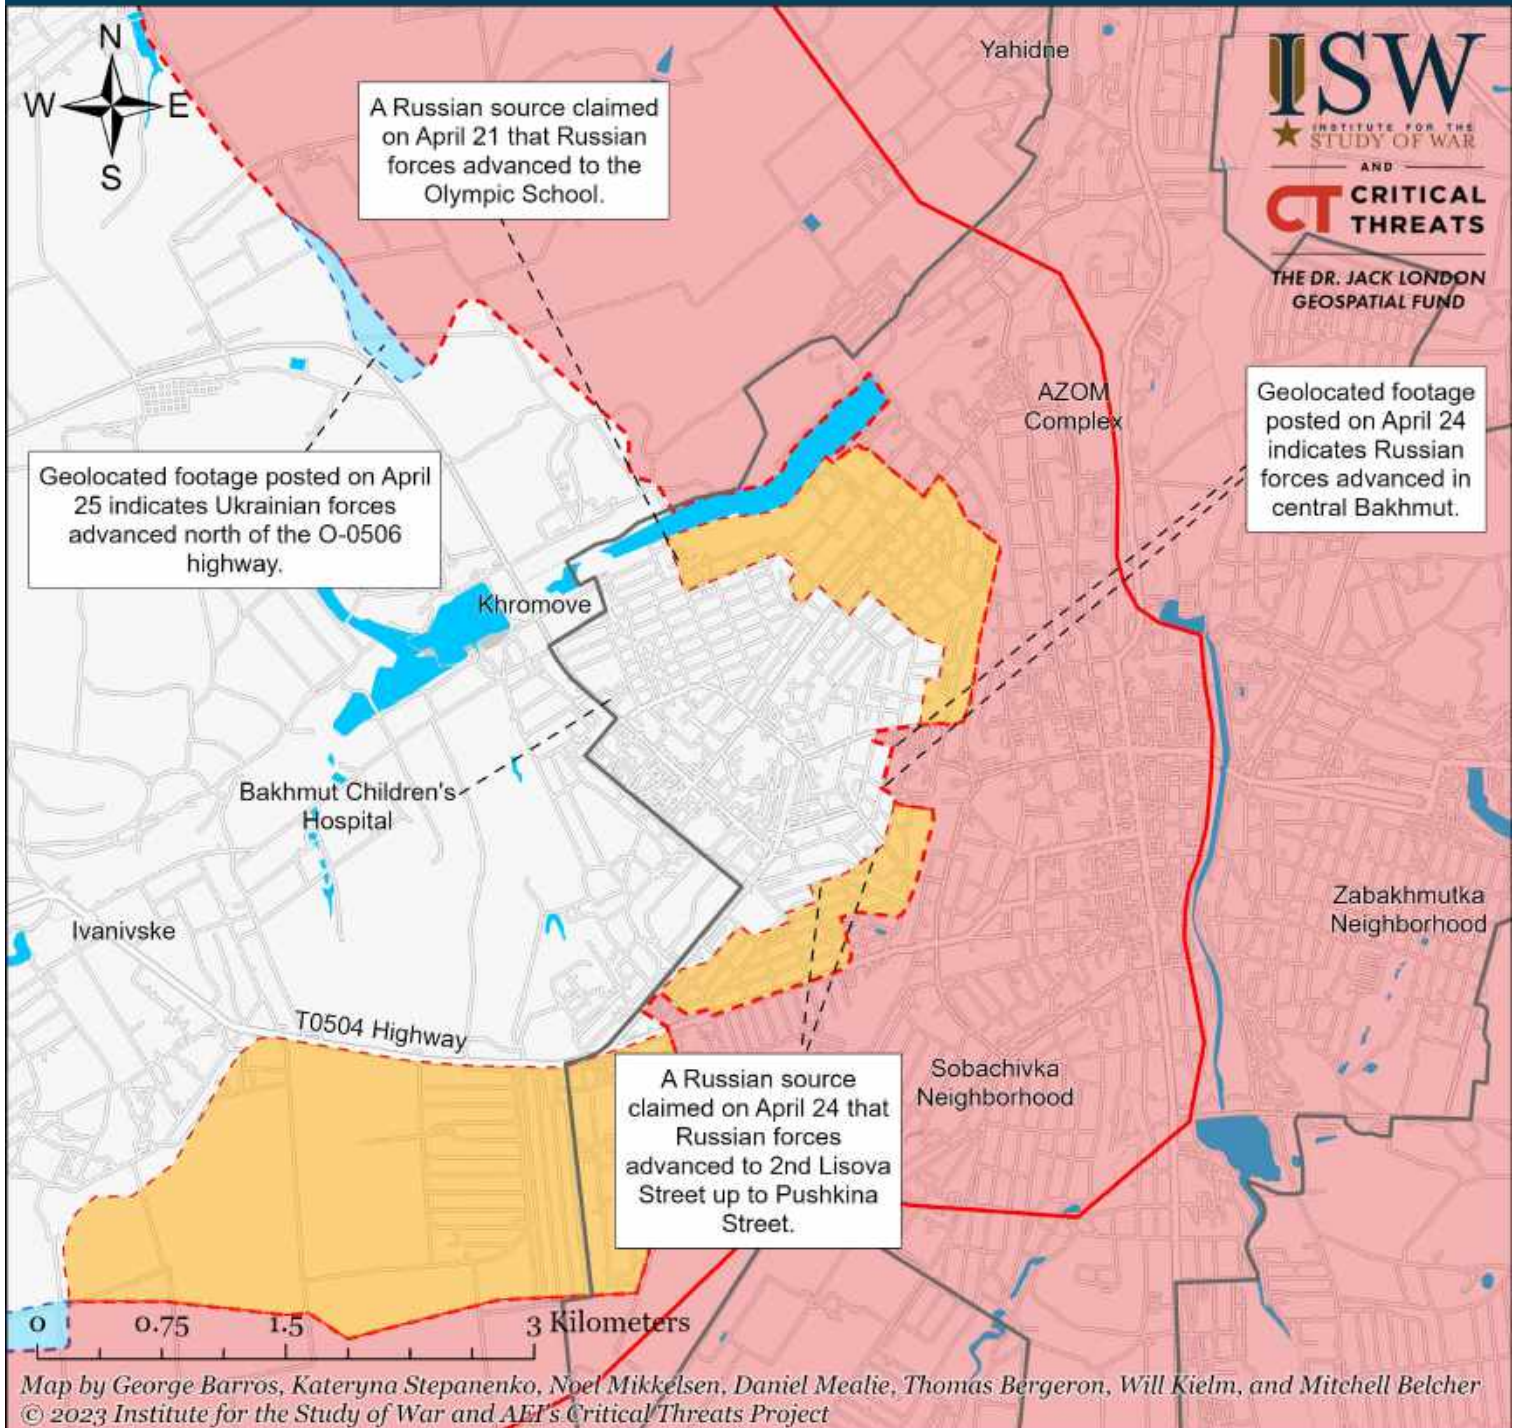 N
W
E
S
A Russian source claimed
on April 21 that Russian
forces advanced to the
Olympic School.
Yahidne
ISW
INSTITUTE FOR THE
STUDY OF WAR
AND
CT CRITICAL
THREATS
THE DR. JACK LONDON
GEOSPATIAL FUND
AZOM
Complex
Geolocated footage
posted on April 24
indicates Russian
forces advanced in
central Bakhmut.
Geolocated footage posted on April
25 indicates Ukrainian forces
advanced north of the O-0506
highway.
Khromove
Bakhmut Children's
Hospital
Zabakhmutka
Neighborhood
Ivanivske
T0504 Highway
A Russian source
claimed on April 24 that
Russian forces
advanced to 2nd Lisova
Street up to Pushkina
Street.
Sobachivka
Neighborhood
0 0.75 1.5 3 Kilometers
Map by George Barros, Kateryna Stepanenko, Noel Mikkelsen, Daniel Mealie, Thomas Bergeron, Will Kielm, and Mitchell Belcher
© 2023 Institute for the Study of War and AEI's Critical Threats Project